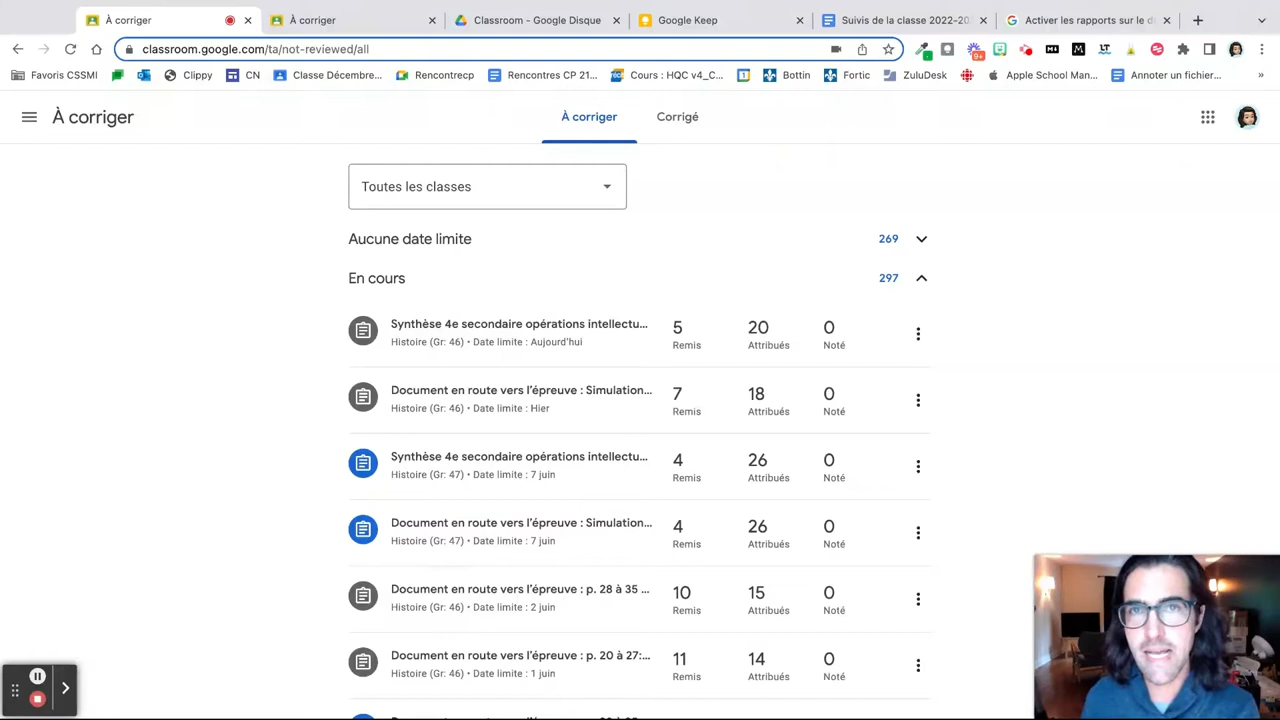 À corriger
À corriger
Classroom - Google Disque
Google Keep
Suivis de la classe 2022-20
Activer les rapports sur le d
classroom.google.com/ta/not-reviewed/all
9+
Favoris CSSMI
Clippy
CN
Classe Décembre...
Rencontrecp
Rencontres CP 21...
Cours : HQC v4_C...
Bottin
Fortic
ZuluDesk
Apple School Man...
Annoter un fichier...
»
À corriger
À corriger
Corrigé
Toutes les classes
Aucune date limite
269
En cours
297
Synthèse 4e secondaire opérations intellectu...
Histoire (Gr: 46) • Date limite : Aujourd'hui
5
Remis
20
Attribués
0
Noté
Document en route vers l'épreuve : Simulation...
Histoire (Gr: 46) • Date limite : Hier
7
Remis
18
Attribués
0
Noté
Synthèse 4e secondaire opérations intellectu...
Histoire (Gr: 47) • Date limite : 7 juin
4
Remis
26
Attribués
0
Noté
Document en route vers l'épreuve : Simulation...
Histoire (Gr: 47) • Date limite : 7 juin
4
Remis
26
Attribués
0
Noté
Document en route vers l'épreuve : p. 28 à 35 ...
Histoire (Gr: 46) • Date limite : 2 juin
10
Remis
15
Attribués
0
Noté
Document en route vers l'épreuve : p. 20 à 27:...
Histoire (Gr: 46) • Date limite : 1 juin
11
Remis
14
Attribués
0
Noté